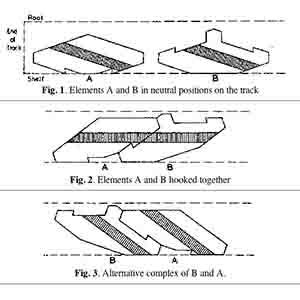 Roof
End
of
Track
Shelf
A
B
Fig. 1. Elements A and B in neutral positions on the track
A
B
Fig. 2. Elements A and B hooked together
B
A
Fig. 3. Alternative complex of B and A.